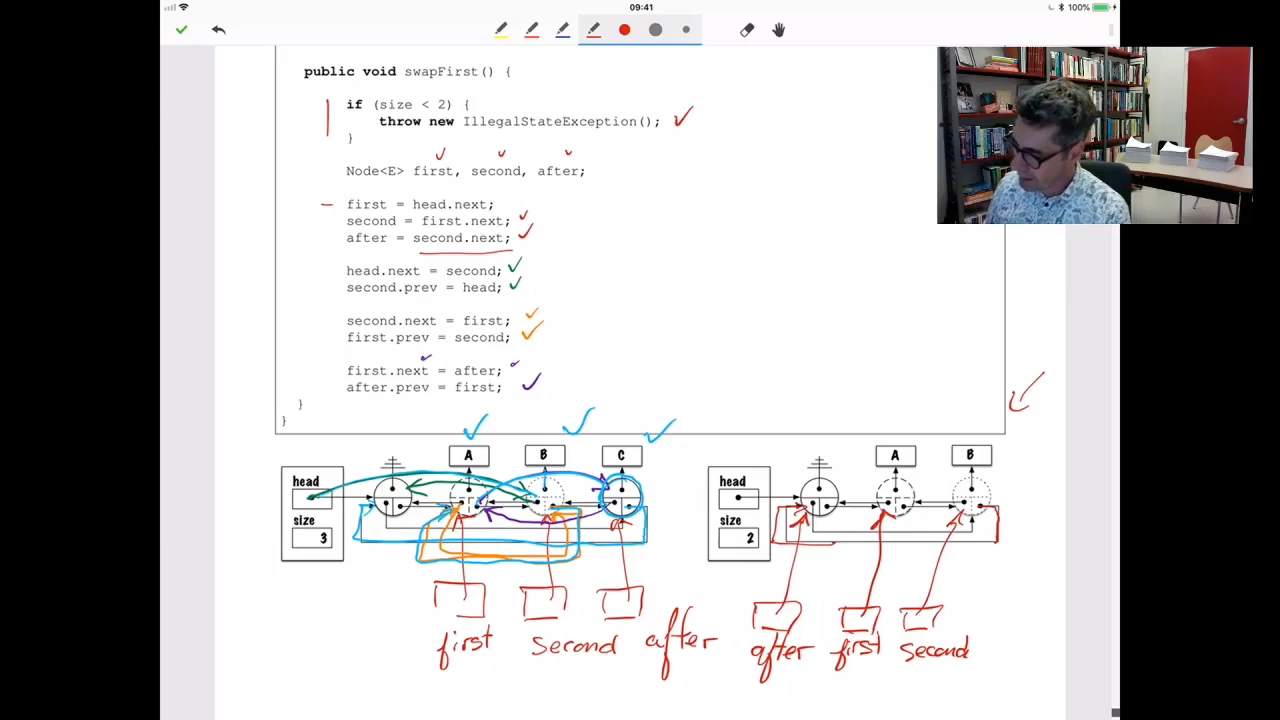 09:41
100%
public void swapFirst() {
if (size < 2) {
throw new IllegalStateException();
}
Node<E> first, second, after;
first = head.next;
second = first.next;
after = second.next;
head.next = second;
second.prev = head;
second.next = first;
first.prev = second;
first.next = after;
after.prev = first;
}
}
head
size
3
A
B
C
head
size
2
A
B
first
second
after
after
first
second